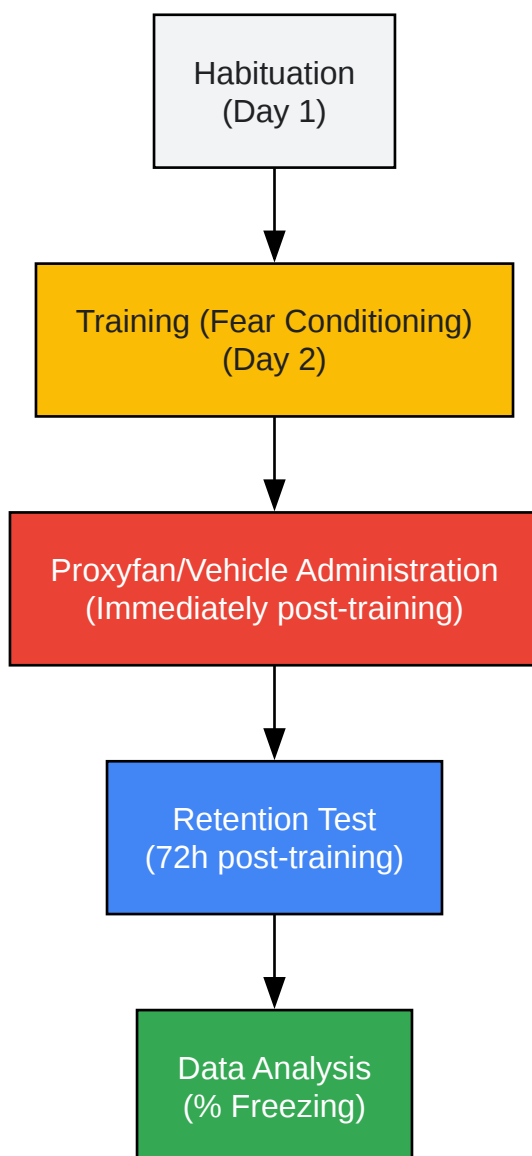 Habituation
(Day 1)
Training (Fear Conditioning)
(Day 2)
Proxyfan/Vehicle Administration
(Immediately post-training)
Retention Test
(72h post-training)
Data Analysis
(% Freezing)